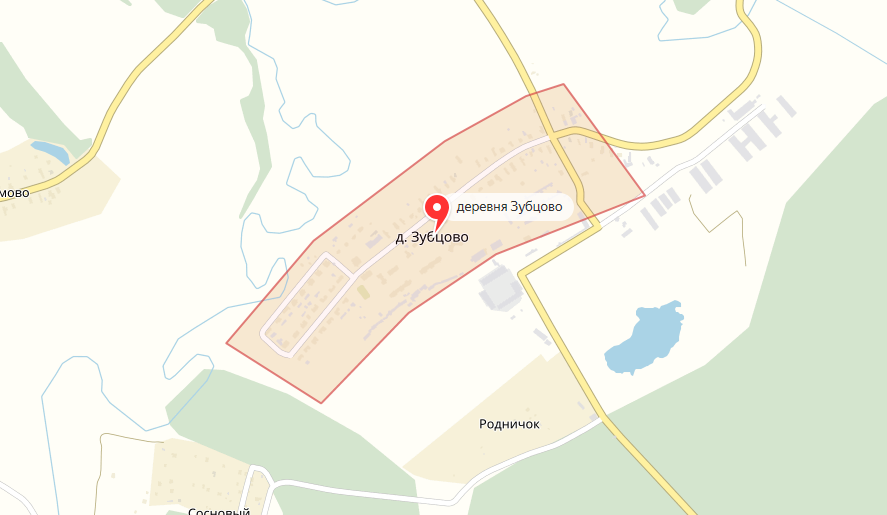 мово
деревня Зубцово
д. Зубцово
Родничок
Сосновый